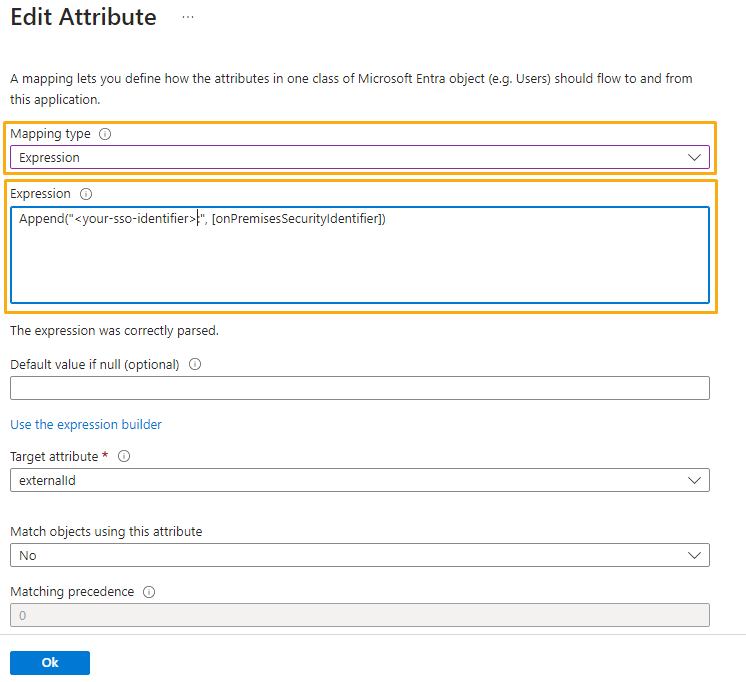 Edit Attribute ...
A mapping lets you define how the attributes in one class of Microsoft Entra object (e.g. Users) should flow to and from
this application.
Mapping type
Expression
Expression
Append("<your-sso-identifier>:", [onPremisesSecurityIdentifier])
The expression was correctly parsed.
Default value if null (optional)
Use the expression builder
Target attribute *
externalId
Match objects using this attribute
No
Matching precedence
0
Ok